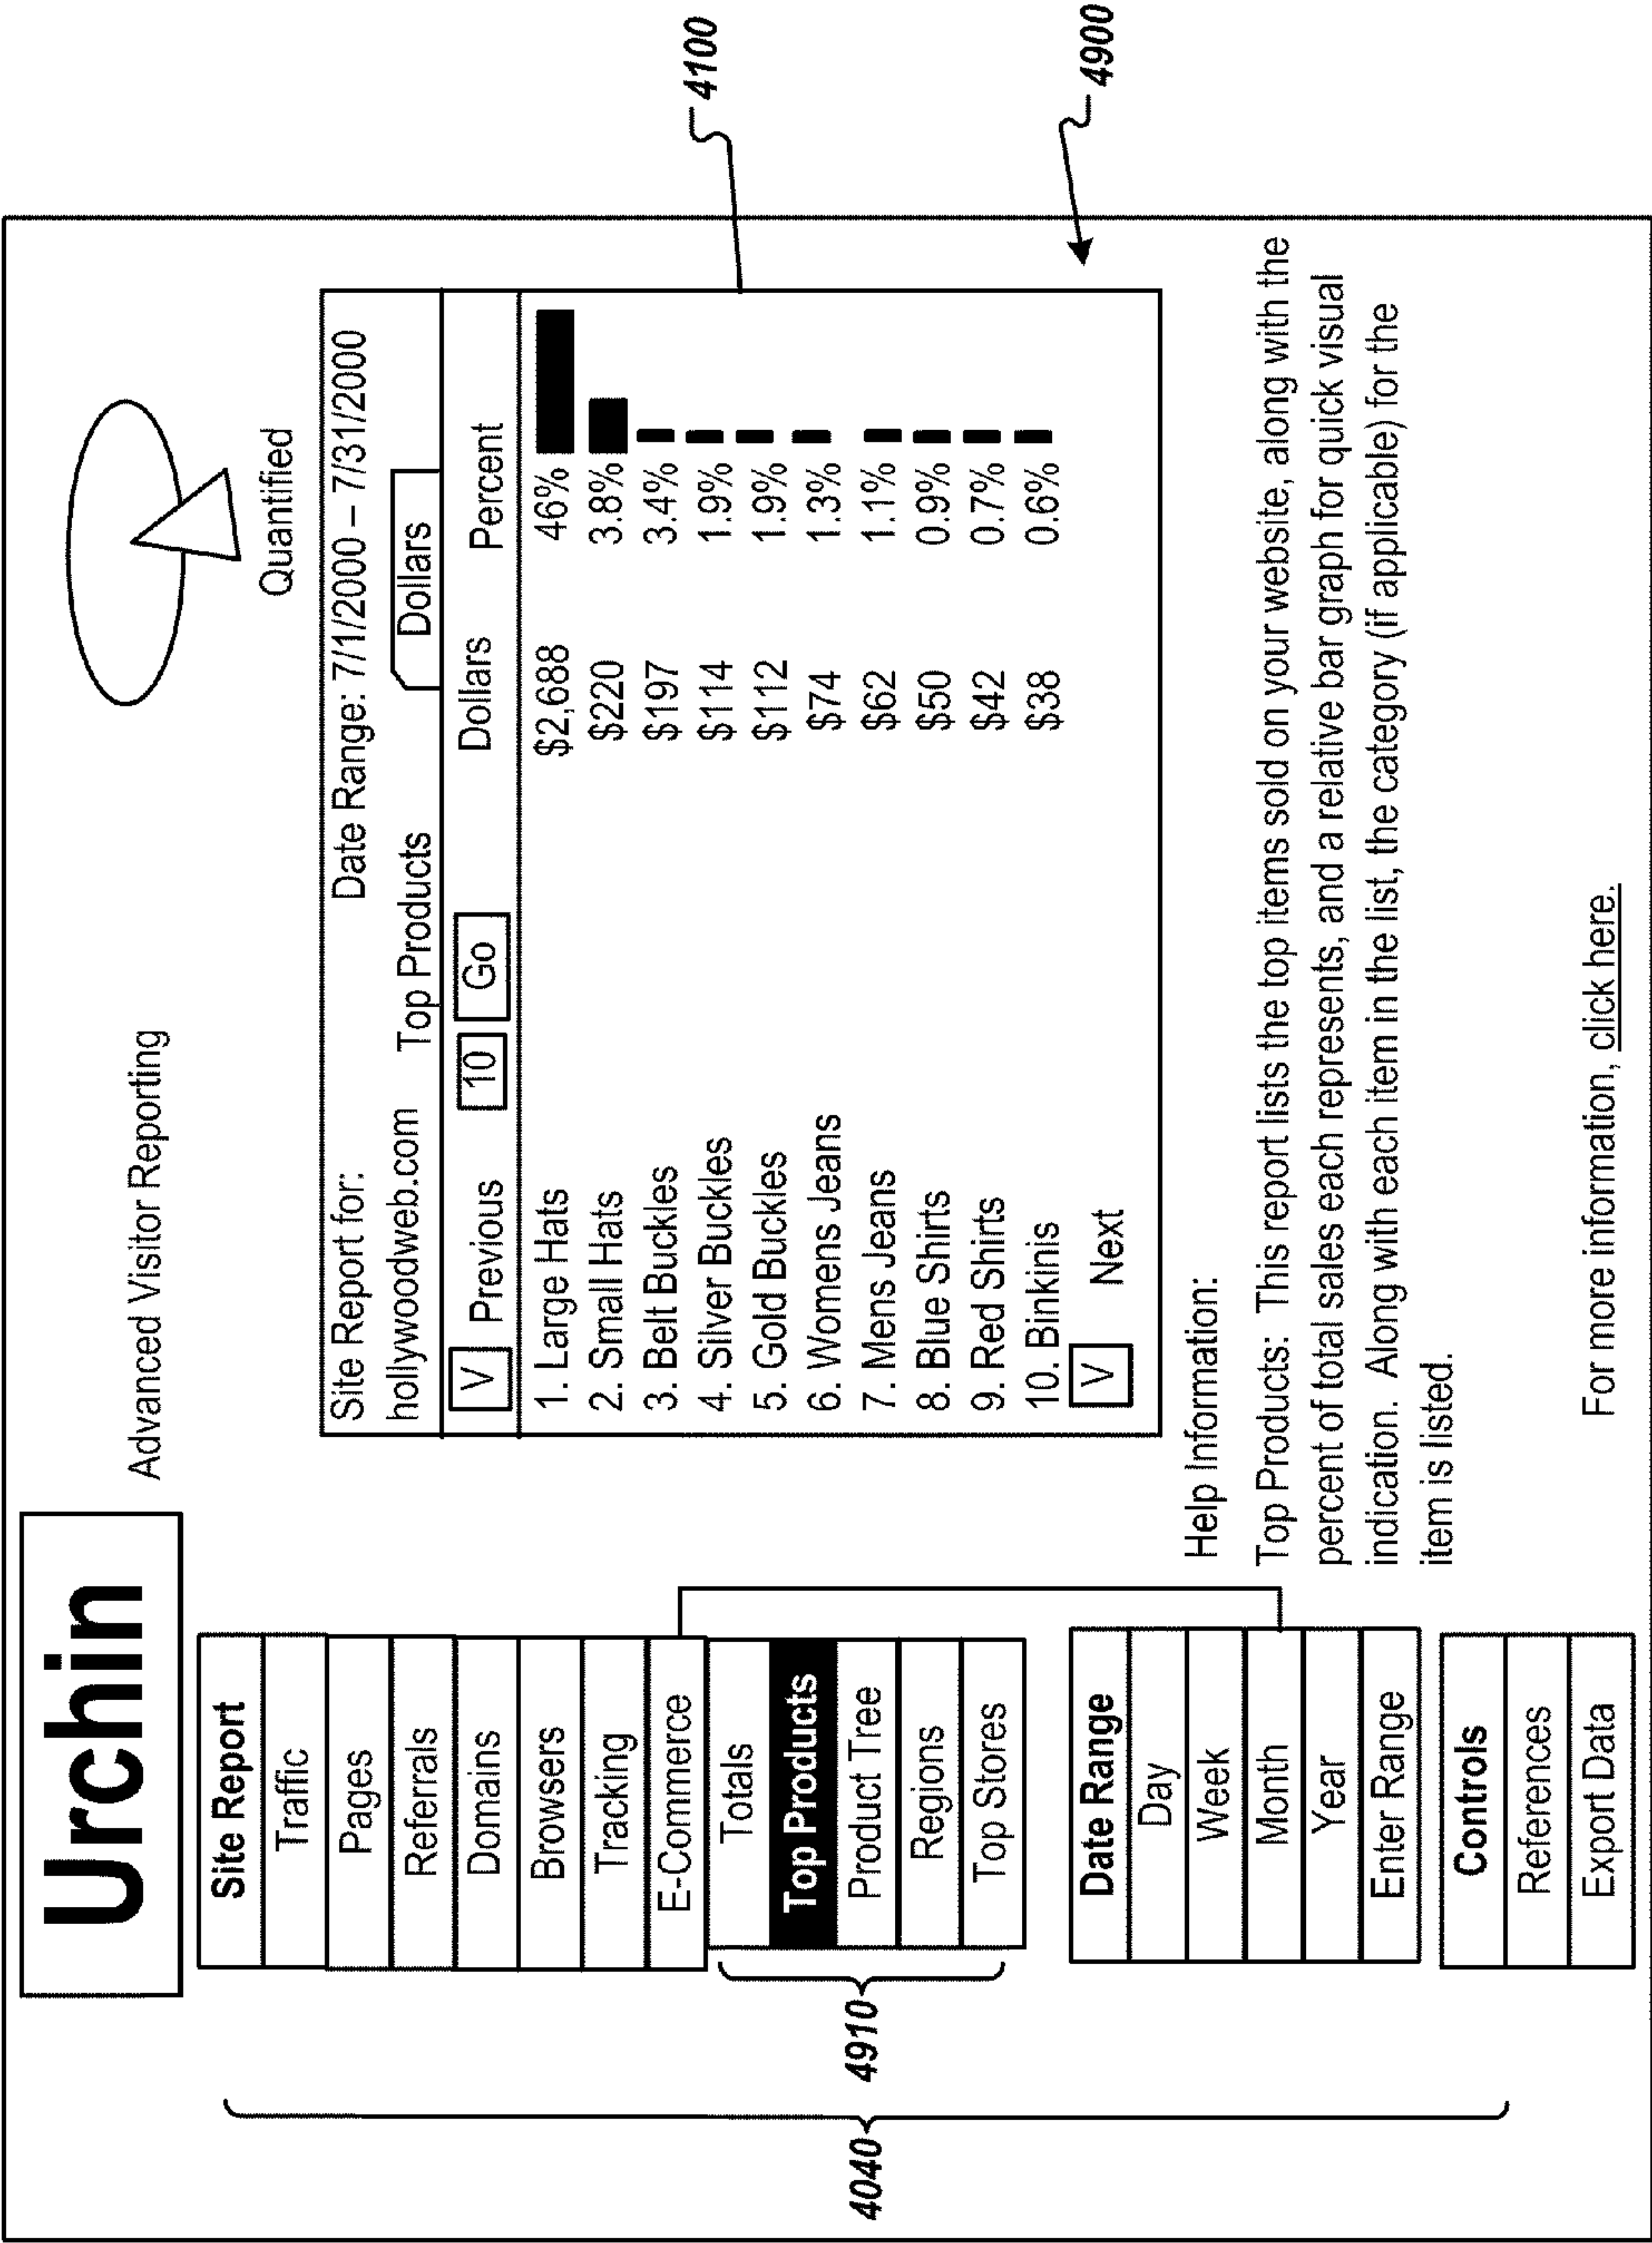 Urchin
Advanced Visitor Reporting
Quantified
Site Report
Traffic
Pages
Referrals
Domains
Browsers
Tracking
E-Commerce
Totals
Top Products
Product Tree
Regions
Top Stores
Date Range
Day
Week
Month
Year
Enter Range
Controls
References
Export Data
4040
4910
Site Report for: Date Range: 7/1/2000 – 7/31/2000
hollywoodweb.com Top Products Dollars
V Previous 10 Go Dollars Percent
1. Large Hats $2,688 46%
2. Small Hats $220 3.8%
3. Belt Buckles $197 3.4%
4. Silver Buckles $114 1.9%
5. Gold Buckles $112 1.9%
6. Womens Jeans $74 1.3%
7. Mens Jeans $62 1.1%
8. Blue Shirts $50 0.9%
9. Red Shirts $42 0.7%
10. Binkinis $38 0.6%
V Next
4100
4900
Help Information:
Top Products: This report lists the top items sold on your website, along with the
percent of total sales each represents, and a relative bar graph for quick visual
indication. Along with each item in the list, the category (if applicable) for the
item is listed.
For more information, click here.